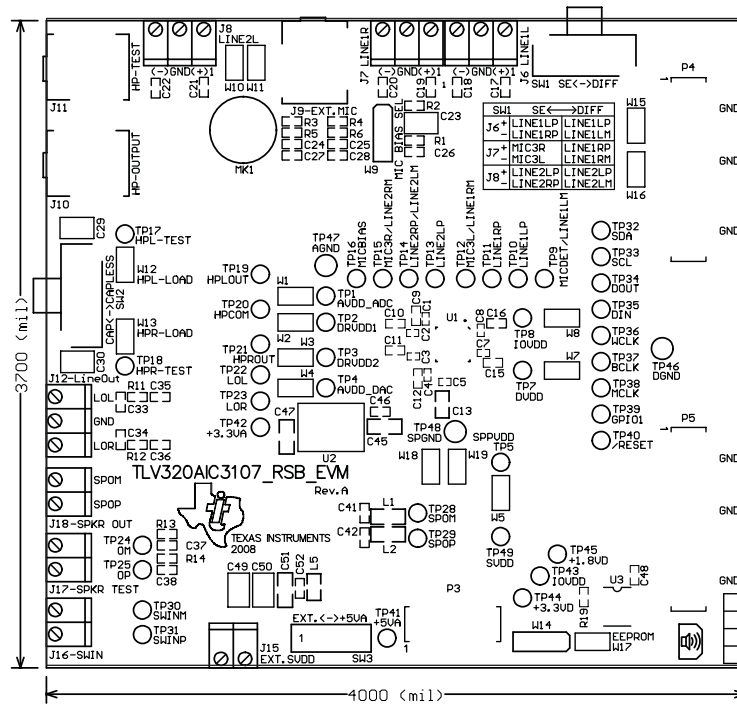 J8
LINE2L
J7 LINE1R
J6 LINE1L
HP-TEST
(-)GND(+)1
(-)GND(+)1
(-)GND(+)1
C22
C21
W10
W11
C20
C19
1
C18
C17
SW1 SE<->DIFF
P4
J11
J9-EXT.MIC
R3
R5
C24
C27
R4
R6
C25
C28
MIC BIAS SEL
W9
R2
C23
R1
C26
SW1 SE<-->DIFF
J6 + LINE1LP LINE1LP
- LINE1RP LINE1LM
J7 + MIC3R LINE1RP
- MIC3L LINE1RM
J8 + LINE2LP LINE2LP
- LINE2RP LINE2LM
W15
W16
GND
GND
GND
HP-OUTPUT
MK1
J10
C29
TP17
HPL-TEST
W12
HPL-LOAD
CAP<->CAPLESS
SW2
W13
HPR-LOAD
C30
TP18
HPR-TEST
TP47
AGND
TP16
MICBIAS
TP15
MIC3R/LINE2RM
TP14
LINE2RP/LINE2LM
TP13
LINE2LP
TP12
MIC3L/LINE1RM
TP11
LINE1RP
TP10
LINE1LP
TP9
MICDET/LINE1LM
TP32
SDA
TP33
SCL
TP34
DOUT
TP35
DIN
TP36
WCLK
TP37
BCLK
TP38
MCLK
TP39
GPIO1
TP40
/RESET
TP46
DGND
TP19
HPLOUT
TP20
HPCOM
TP21
HPROUT
TP22
LOL
TP23
LOR
TP42
+3.3VA
W1
W2
W3
W4
TP1
AVDD_ADC
TP2
DRVDD1
TP3
DRVDD2
TP4
AVDD_DAC
C9
C1
C10
C2
U1
C8
C16
C11
C3
C7
C15
C12
C4
C5
C13
TP8
IOVDD
W8
TP7
DVDD
W7
3700 (mil)
J12-LineOut
LOL
R11
C35
C33
GND
C34
LOR
R12
C36
C47
U2
C46
C45
TP48
SPGND
SPPVDD
W18
W19
TP5
W5
P5
GND
GND
GND
TLV320AIC3107_RSB_EVM
Rev.A
SPOM
SPOP
J18-SPKR OUT
TEXAS INSTRUMENTS
2008
R13
C37
R14
C38
TP24
OM
TP25
OP
J17-SPKR TEST
C41
C42
L1
L2
TP28
SPOM
TP29
SPOP
TP49
SVDD
TP45
+1.8VD
TP43
IOVDD
TP44
+3.3VD
U3
C48
R19
TP30
SWINM
TP31
SWINP
J16-SWIN
C49
C50
C51
C52
L5
J15
EXT.SVDD
EXT.<->+5VA
1
SW3
TP41
+5VA
P3
1
W14
EEPROM
W17
4000 (mil)